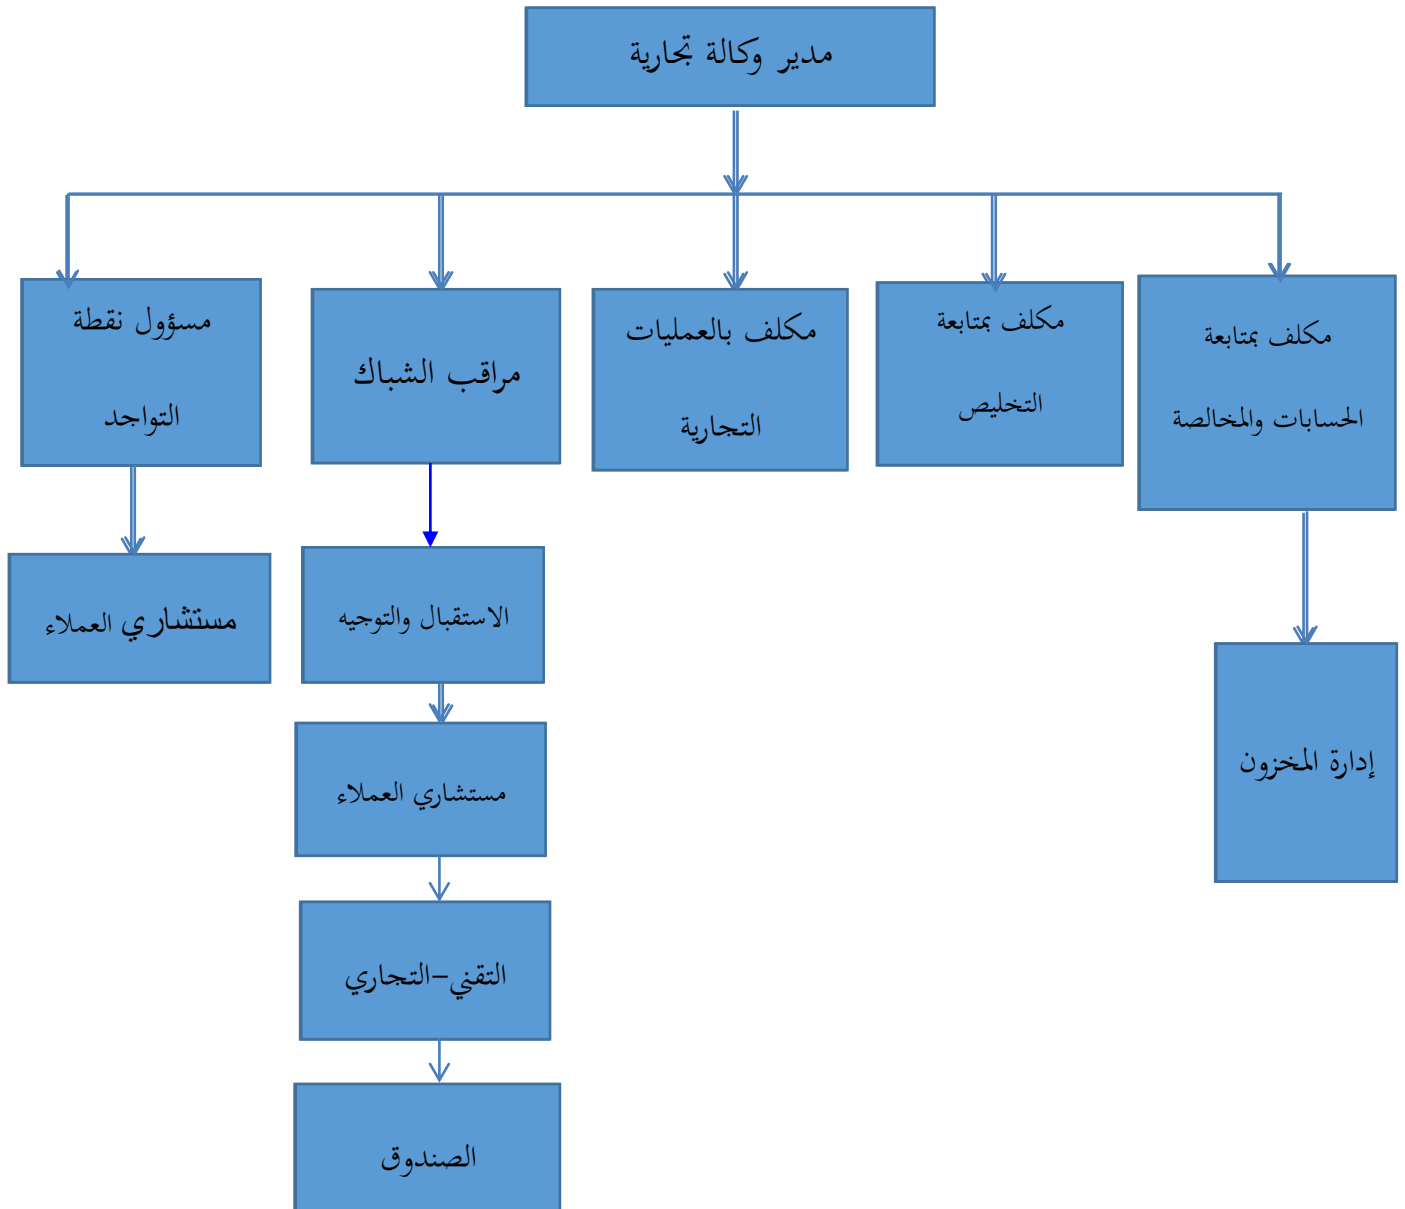 مدير وكالة تجارية
مكلف بمتابعة
الحسابات والمخالصة
مكلف بمتابعة
التخليص
مكلف بالعمليات
التجارية
مراقب الشباك
مسؤول نقطة
التواجد
إدارة المخزون
الاستقبال والتوجيه
مستشاري العملاء
مستشاري العملاء
التقني-التجاري
الصندوق